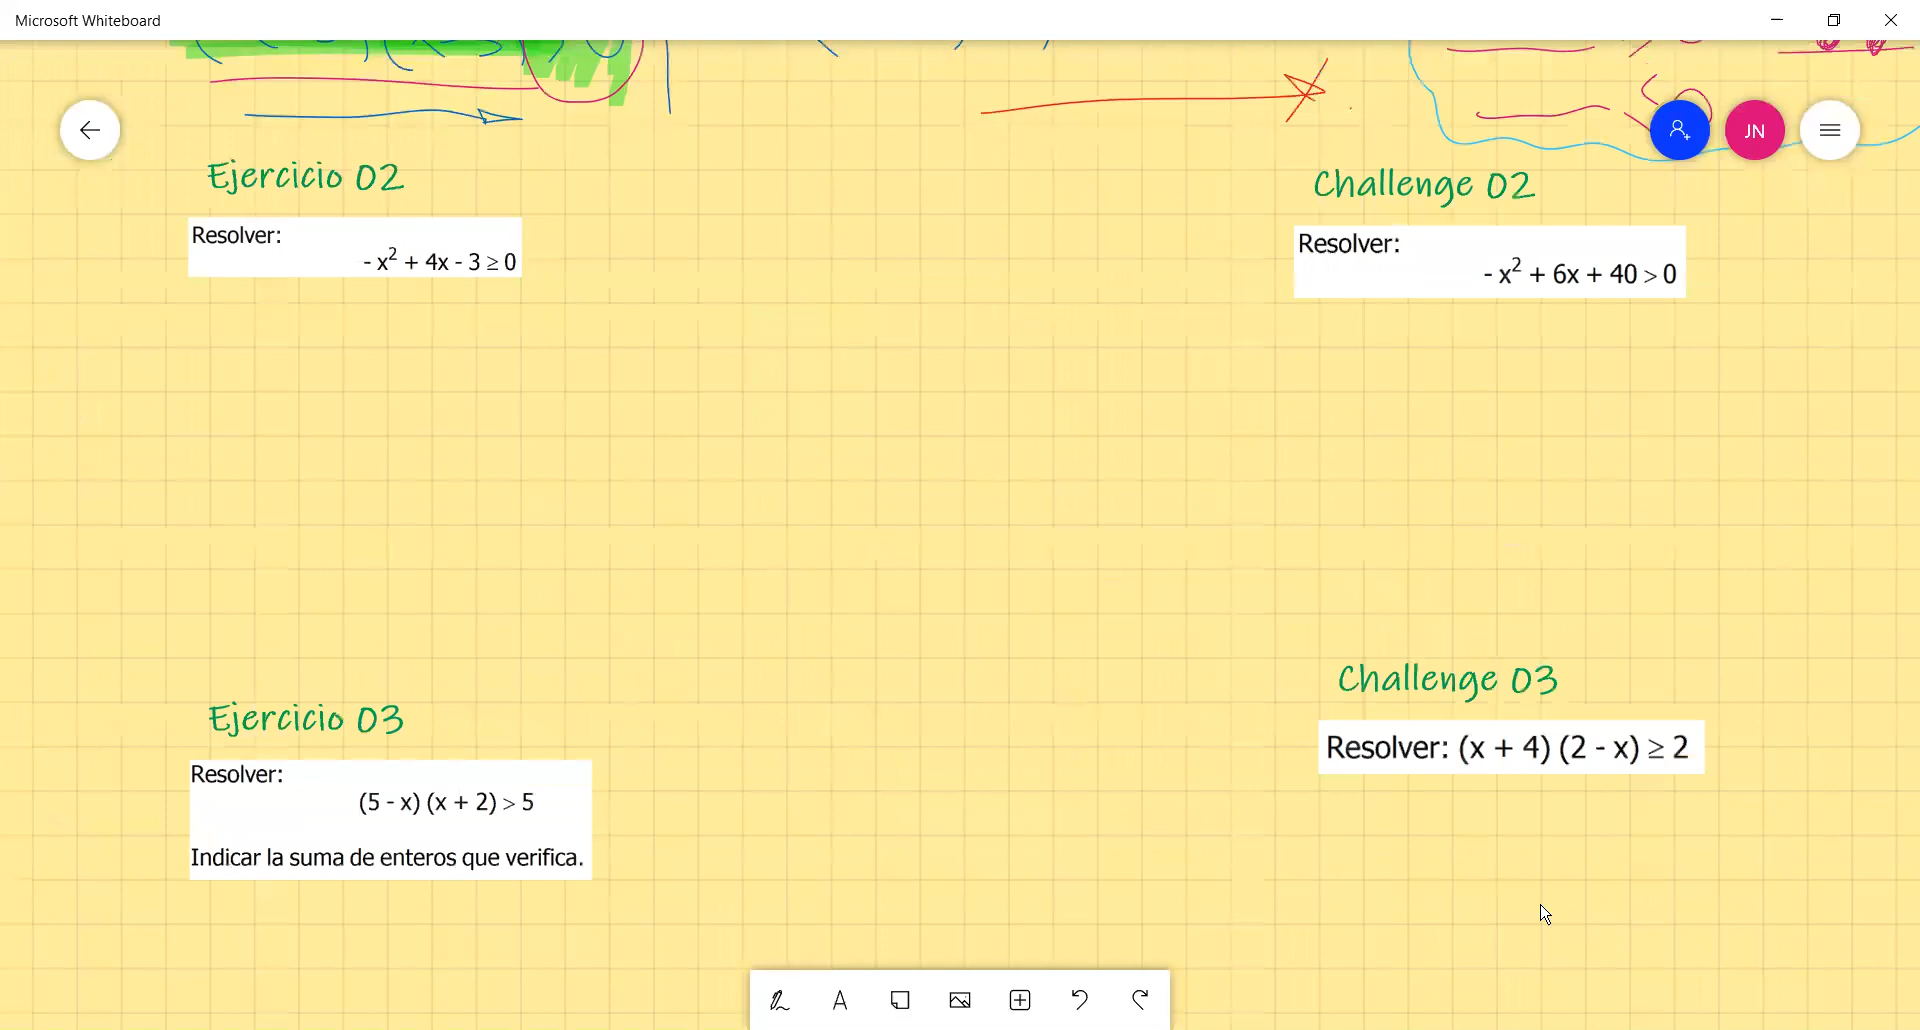 Microsoft Whiteboard
JN
Ejercicio 02
Resolver:
- x² + 4x - 3 ≥ 0
Challenge 02
Resolver:
- x² + 6x + 40 > 0
Ejercicio 03
Resolver:
(5 - x) (x + 2) > 5
Indicar la suma de enteros que verifica.
Challenge 03
Resolver: (x + 4) (2 - x) ≥ 2